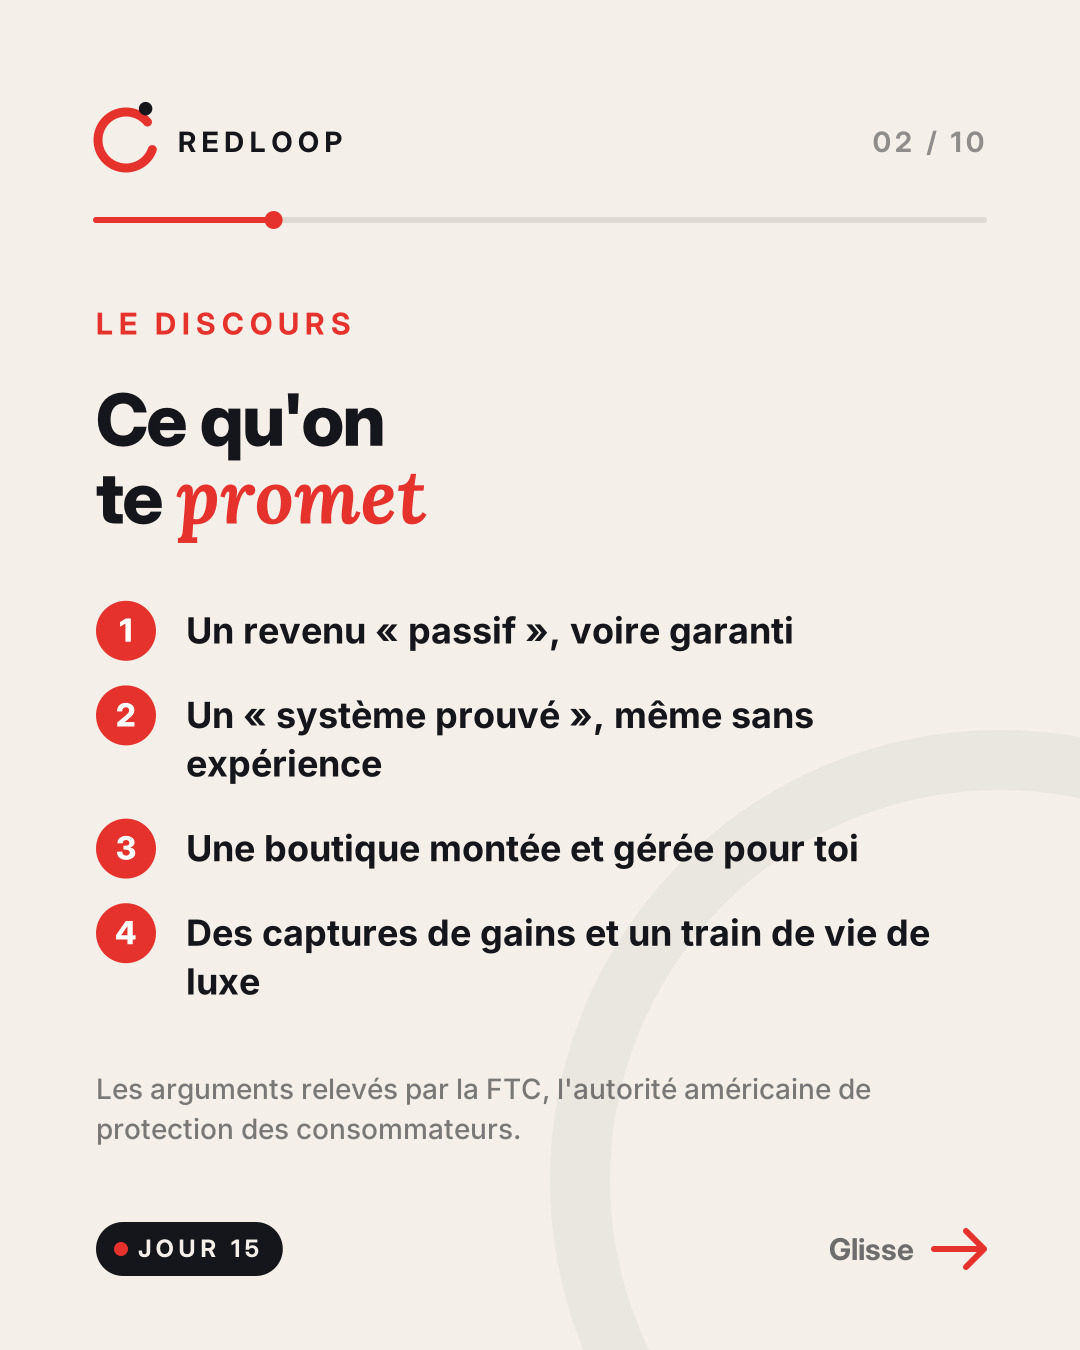 REDLOOP
02 / 10
LE DISCOURS
Ce qu'on
te promet
1 Un revenu « passif », voire garanti
2 Un « système prouvé », même sans
expérience
3 Une boutique montée et gérée pour toi
4 Des captures de gains et un train de vie de
luxe
Les arguments relevés par la FTC, l'autorité américaine de
protection des consommateurs.
JOUR 15
Glisse